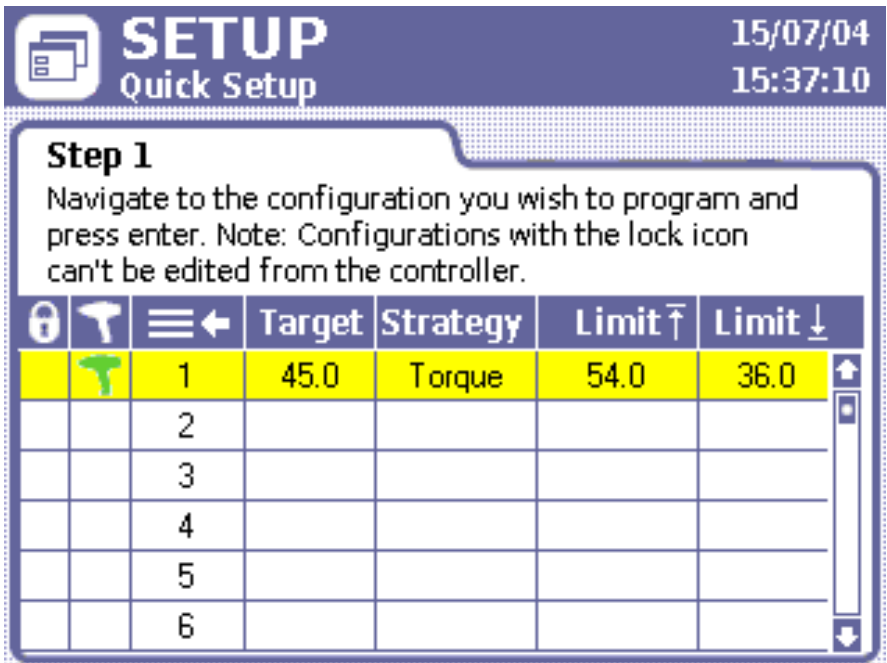 SETUP
15/07/04
Quick Setup
15:37:10
Step 1
Navigate to the configuration you wish to program and
press enter. Note: Configurations with the lock icon
can't be edited from the controller.
Target Strategy Limit Limit
1 45.0 Torque 54.0 36.0
2
3
4
5
6